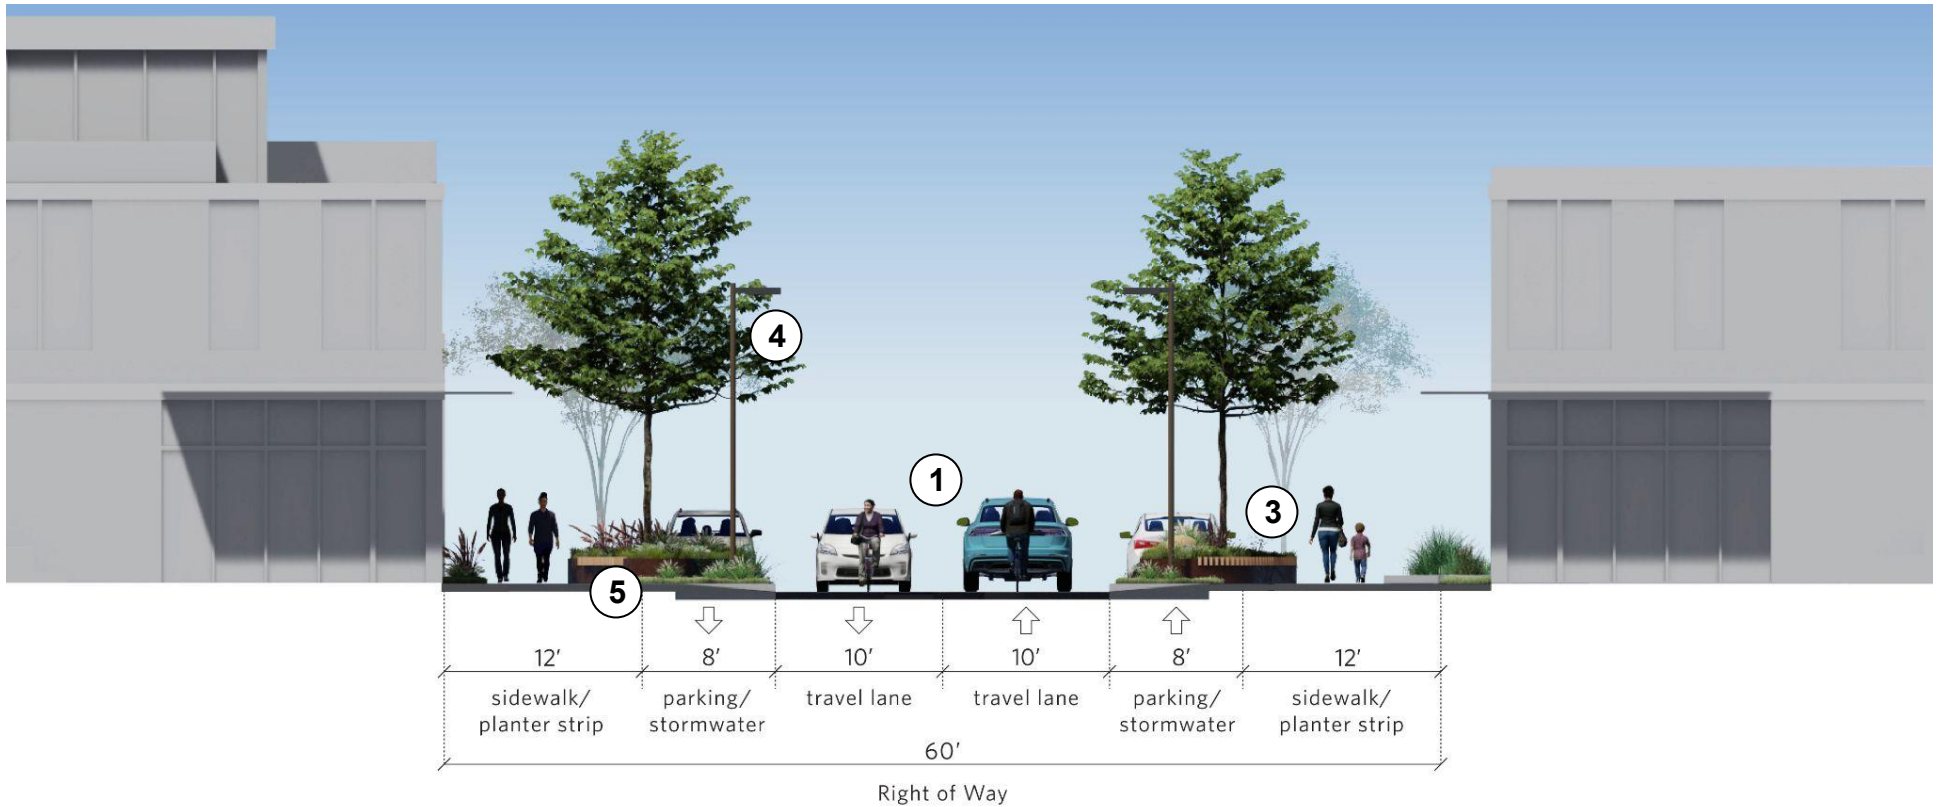 4
1
3
5
12′ 8′ 10′ 10′ 8′ 12′
sidewalk/ parking/ travel lane travel lane parking/ sidewalk/
planter strip stormwater stormwater planter strip
60′
Right of Way